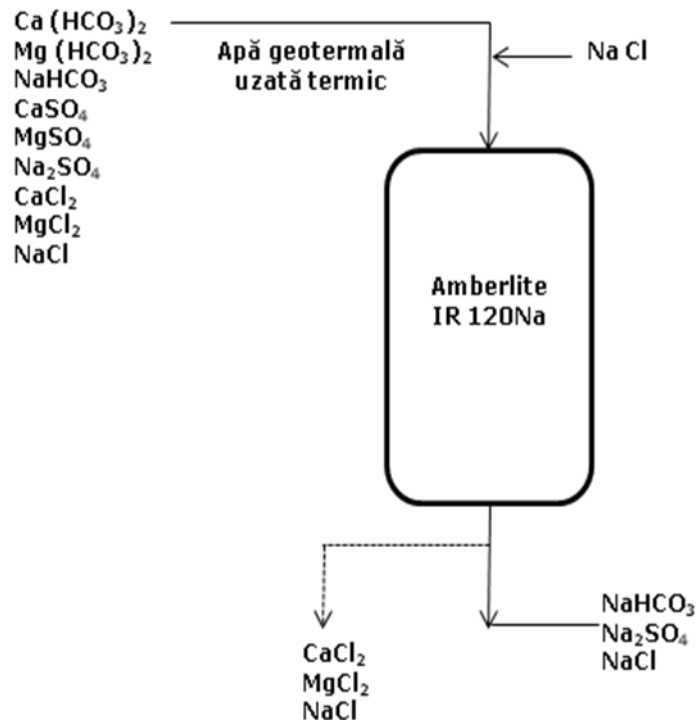 Ca (HCO₃)₂
Mg (HCO₃)₂
NaHCO₃
CaSO₄
MgSO₄
Na₂SO₄
CaCl₂
MgCl₂
NaCl
Apă geotermală
uzată termic
Na Cl
Amberlite
IR 120Na
CaCl₂
MgCl₂
NaCl
NaHCO₃
Na₂SO₄
NaCl